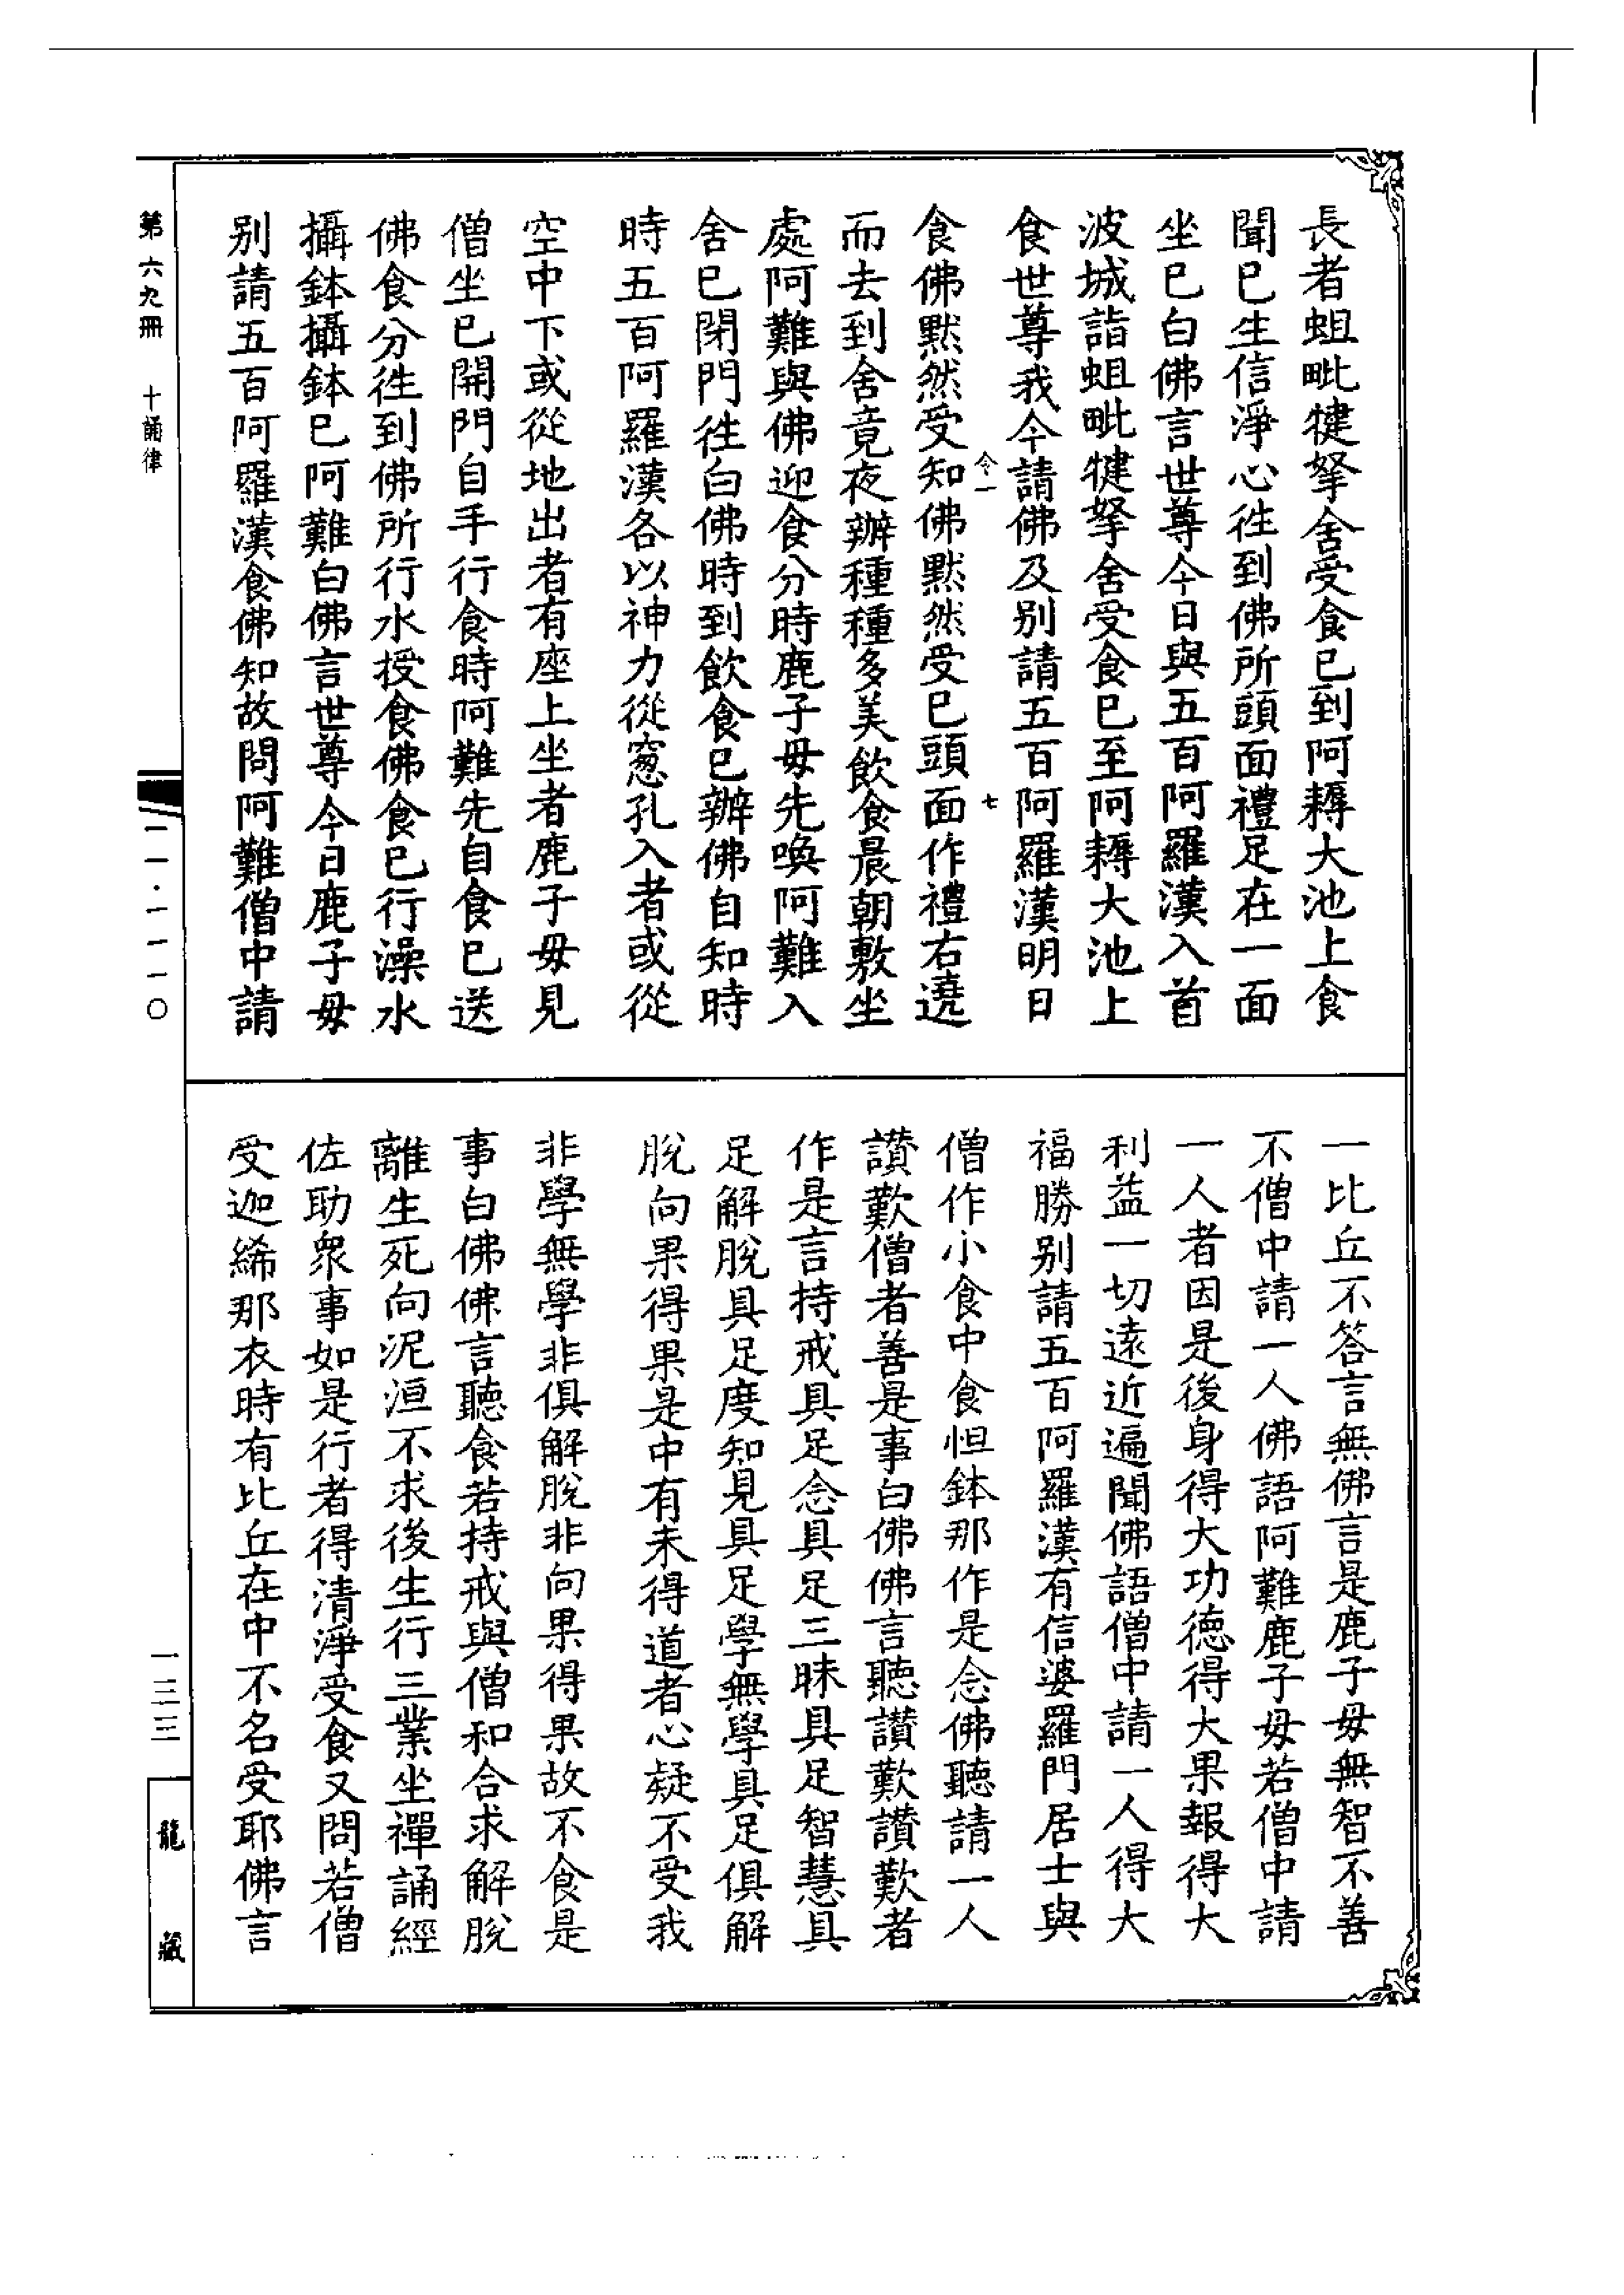 長者蛆毗揵拏舍受食已到阿耨大池上食
聞已生信淨心徃到佛所頭面禮足在一面
坐已白佛言世尊今日與五百阿羅漢入首
波城詣蛆毗揵拏舍受食已至阿耨大池上
食世尊我今請佛及別請五百阿羅漢明日
令一
七
食佛黙然受知佛黙然受已頭面作禮右遶
而去到舍竟夜辦種種多美飲食晨朝敷坐
處阿難與佛迎食分時鹿子母先喚阿難入
舍已閉門徃白佛時到飲食已辦佛自知時
時五百阿羅漢各以神力從窻孔入者或從
空中下或從地出者有座上坐者鹿子母見
僧坐已開門自手行食時阿難先自食已送
佛食分徃到佛所行水授食佛食已行澡水
攝鉢攝鉢已阿難白佛言世尊今日鹿子母
別請五百阿羅漢食佛知故問阿難僧中請
一比丘不答言無佛言是鹿子母無智不善
不僧中請一人佛語阿難鹿子母若僧中請
一人者因是後身得大功德得大果報得大
利益一切遠近遍聞佛語僧中請一人得大
福勝別請五百阿羅漢有信婆羅門居士與
僧作小食中食怛鉢那作是念佛聽請一人
讚歎僧者善是事白佛佛言聽讚歎讚歎者
作是言持戒具足念具足三昧具足智慧具
足解脫具足度知見具足學無學具足俱解
脫向果得果是中有未得道者心疑不受我
非學無學非俱解脫非向果得果故不食是
事白佛佛言聽食若持戒與僧和合求解脫
離生死向泥洹不求後生行三業坐禪誦經
佐助衆事如是行者得清淨受食又問若僧
受迦絺那衣時有比丘在中不名受耶佛言
第六九冊 十誦律
一一·一一一〇
一三三
龍藏